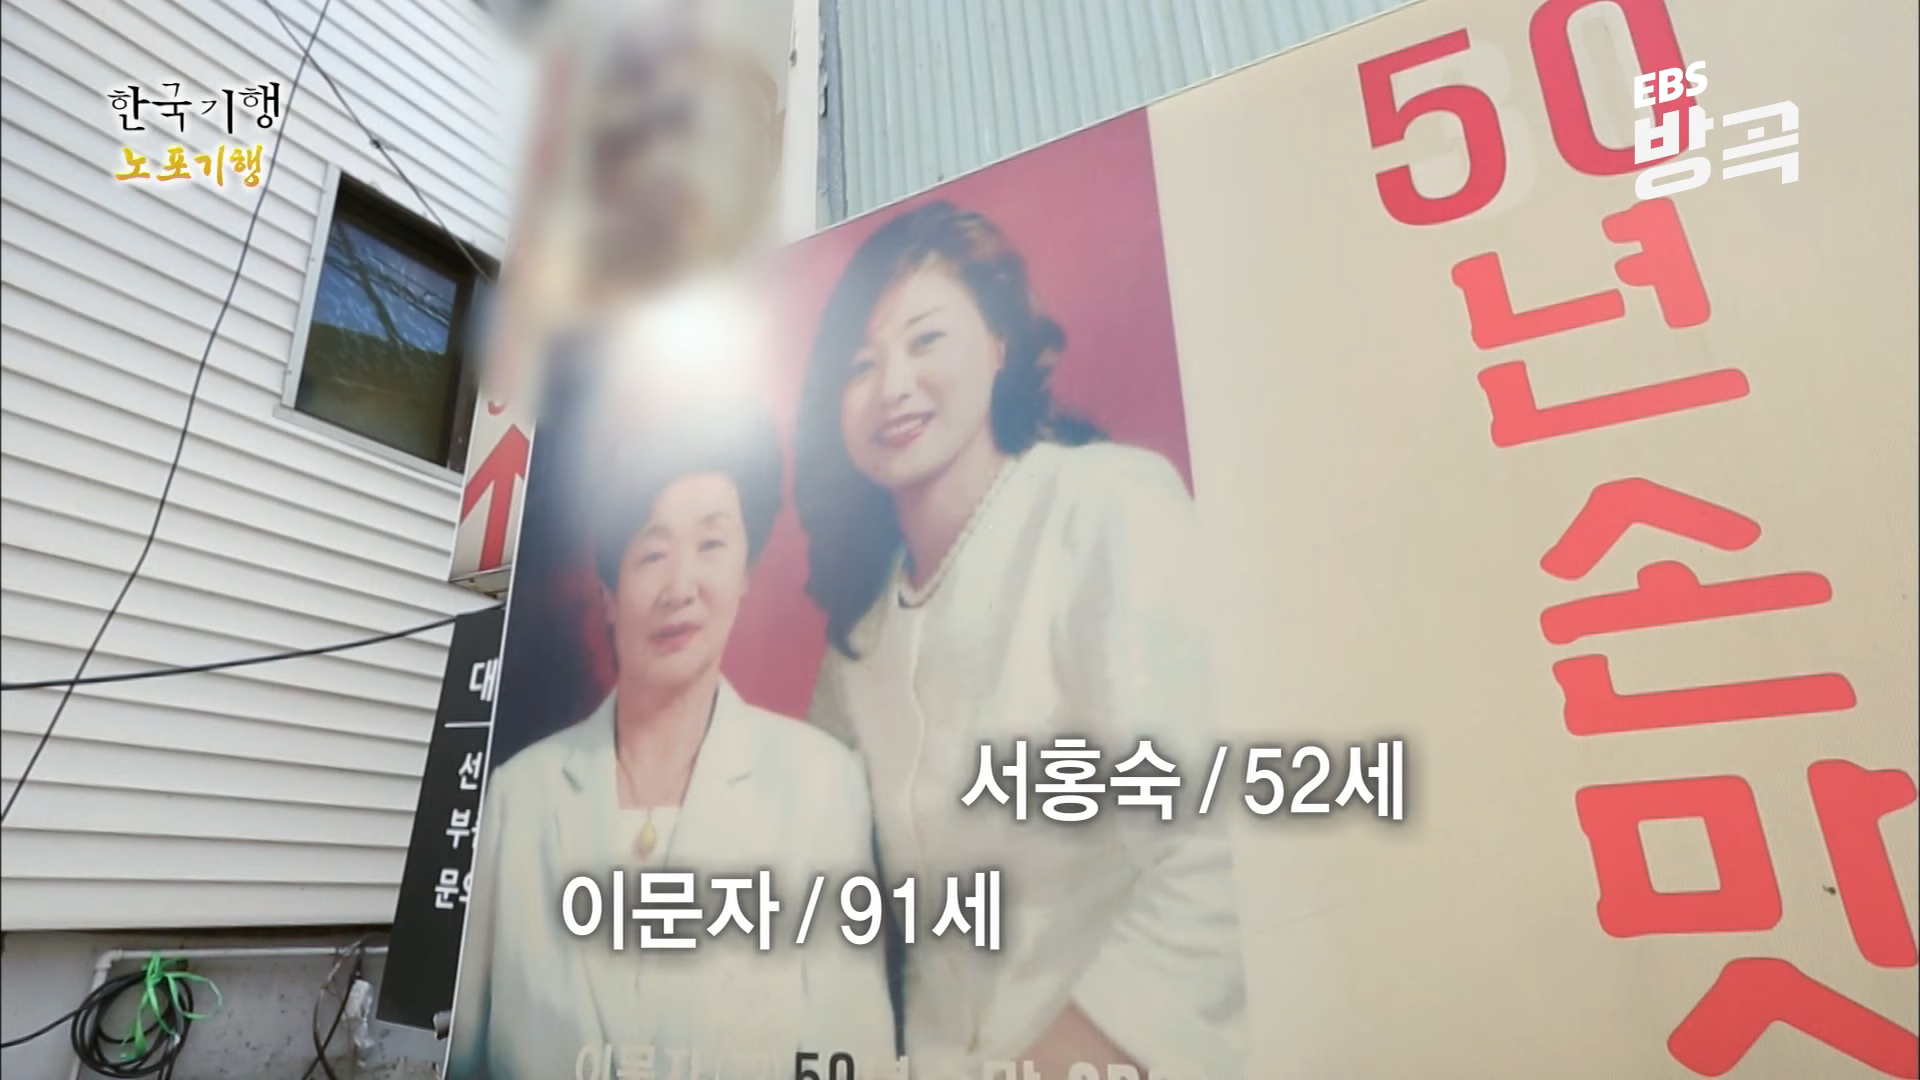 한국기행
노포기행
EBS
방곡
50년 손맛
대
선
부
문
서홍숙 / 52세
이문자 / 91세
50